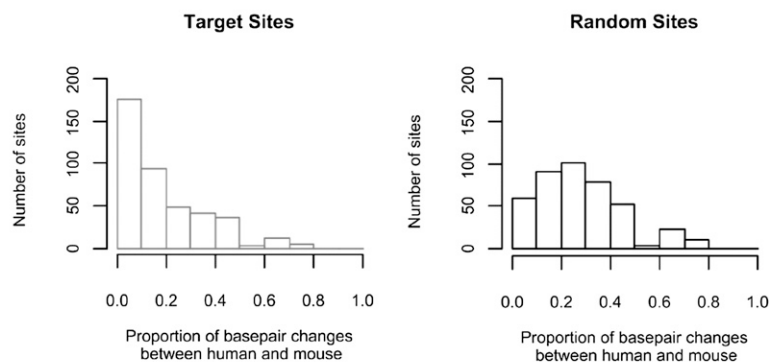 Target Sites
Number of sites
200
150
100
50
0
0.0 0.2 0.4 0.6 0.8 1.0
Proportion of basepair changes
between human and mouse
Random Sites
Number of sites
200
150
100
50
0
0.0 0.2 0.4 0.6 0.8 1.0
Proportion of basepair changes
between human and mouse